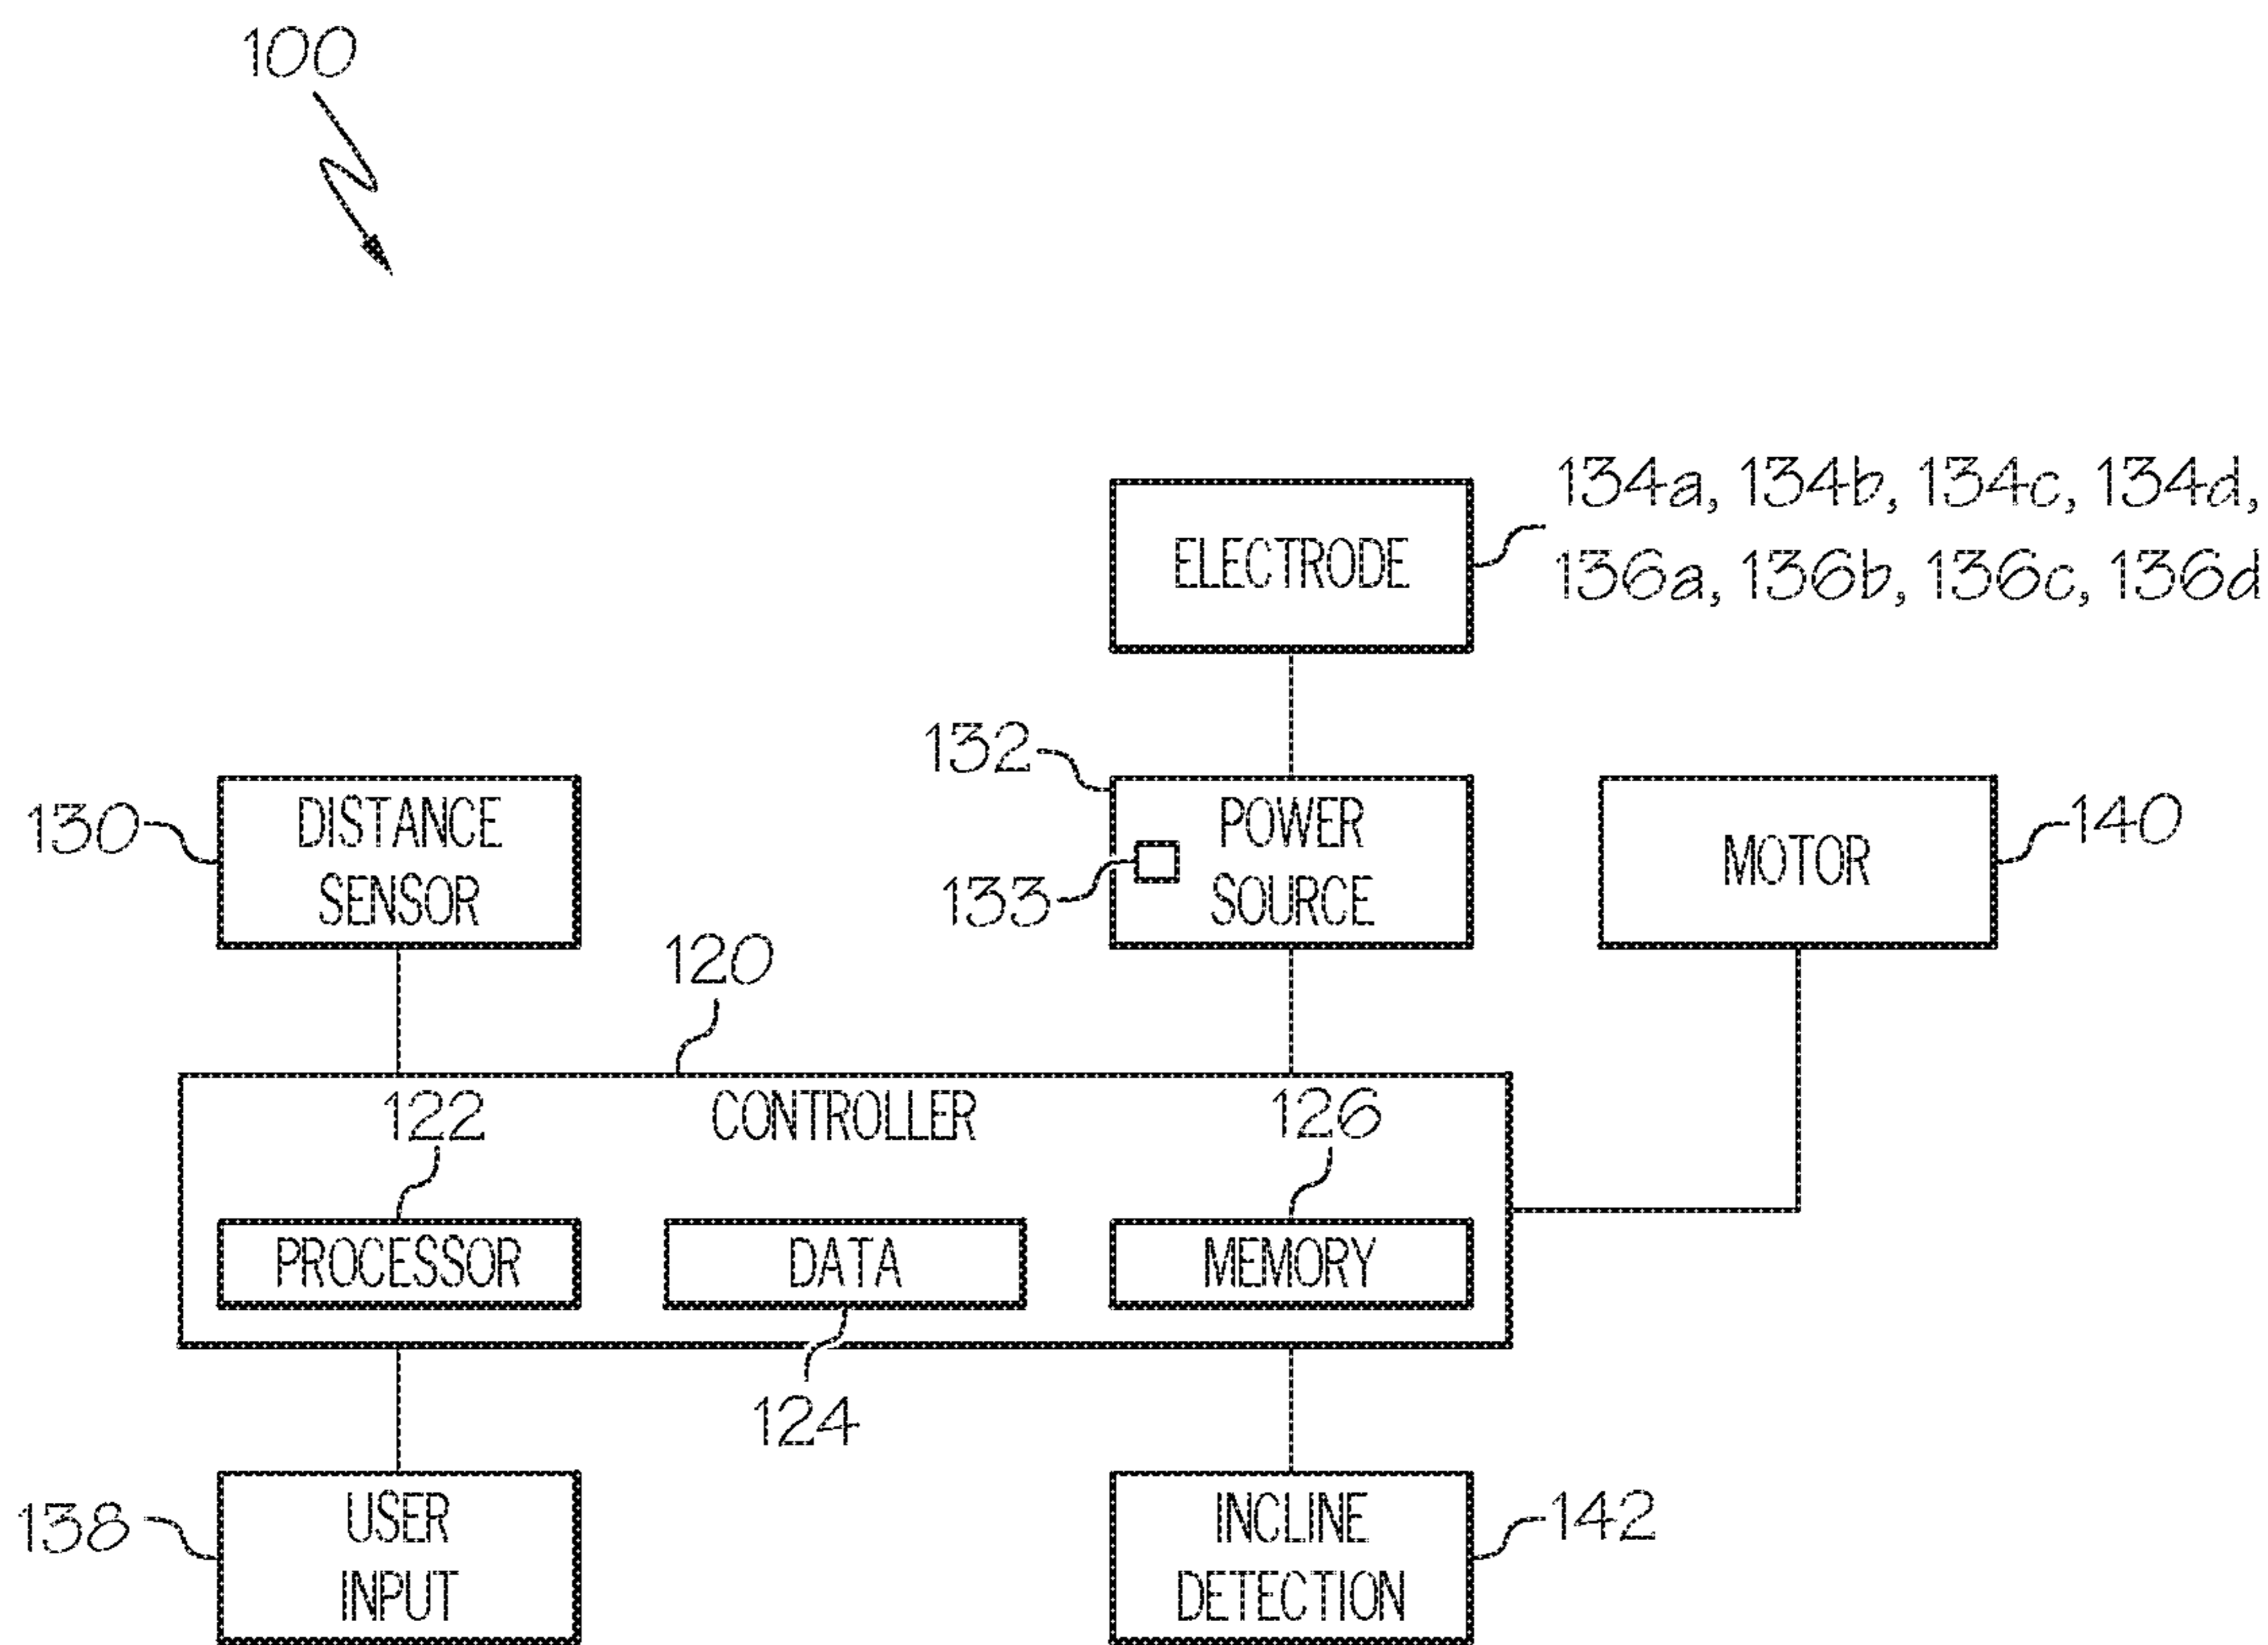 100
134a, 134b, 134c, 134d,
136a, 136b, 136c, 136d
ELECTRODE
132
130
DISTANCE
SENSOR
POWER
SOURCE
133
MOTOR
140
120
CONTROLLER
122
126
PROCESSOR
DATA
MEMORY
124
138
USER
INPUT
INCLINE
DETECTION
142